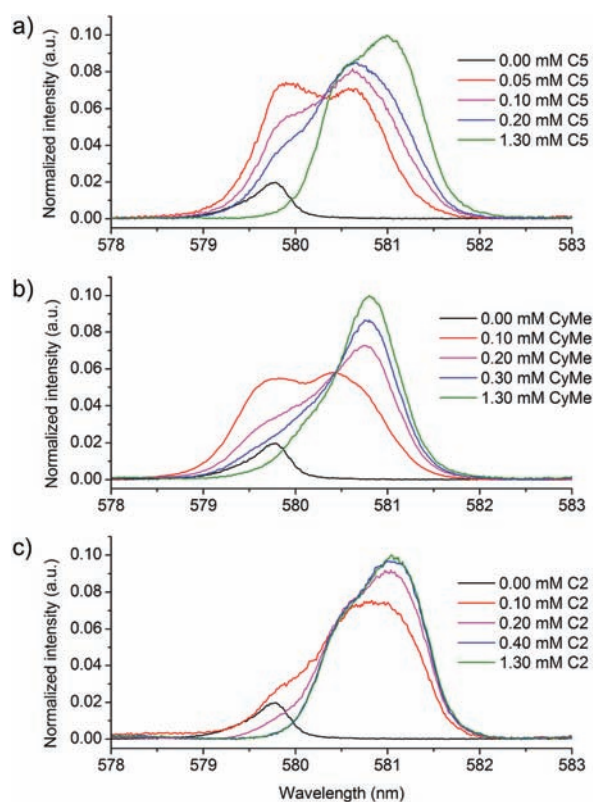 a)
Normalized intensity (a.u.)
0.10
0.08
0.06
0.04
0.02
0.00
0.00 mM C5
0.05 mM C5
0.10 mM C5
0.20 mM C5
1.30 mM C5
578 579 580 581 582 583
b)
Normalized intensity (a.u.)
0.10
0.08
0.06
0.04
0.02
0.00
0.00 mM CyMe
0.10 mM CyMe
0.20 mM CyMe
0.30 mM CyMe
1.30 mM CyMe
578 579 580 581 582 583
c)
Normalized intensity (a.u.)
0.10
0.08
0.06
0.04
0.02
0.00
0.00 mM C2
0.10 mM C2
0.20 mM C2
0.40 mM C2
1.30 mM C2
578 579 580 581 582 583
Wavelength (nm)